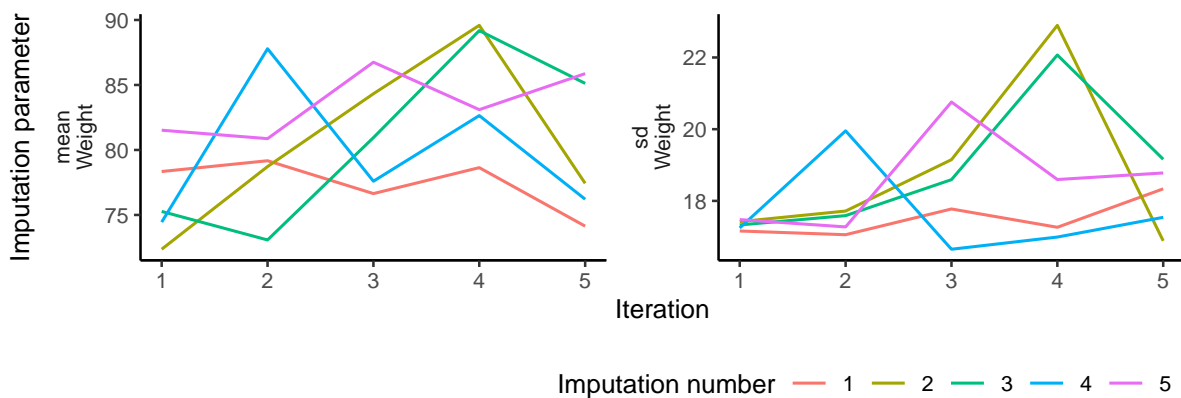 Imputation parameter
mean
Weight
90
85
80
75
1 2 3 4 5
sd
Weight
22
20
18
1 2 3 4 5
Iteration
Imputation number 1 2 3 4 5